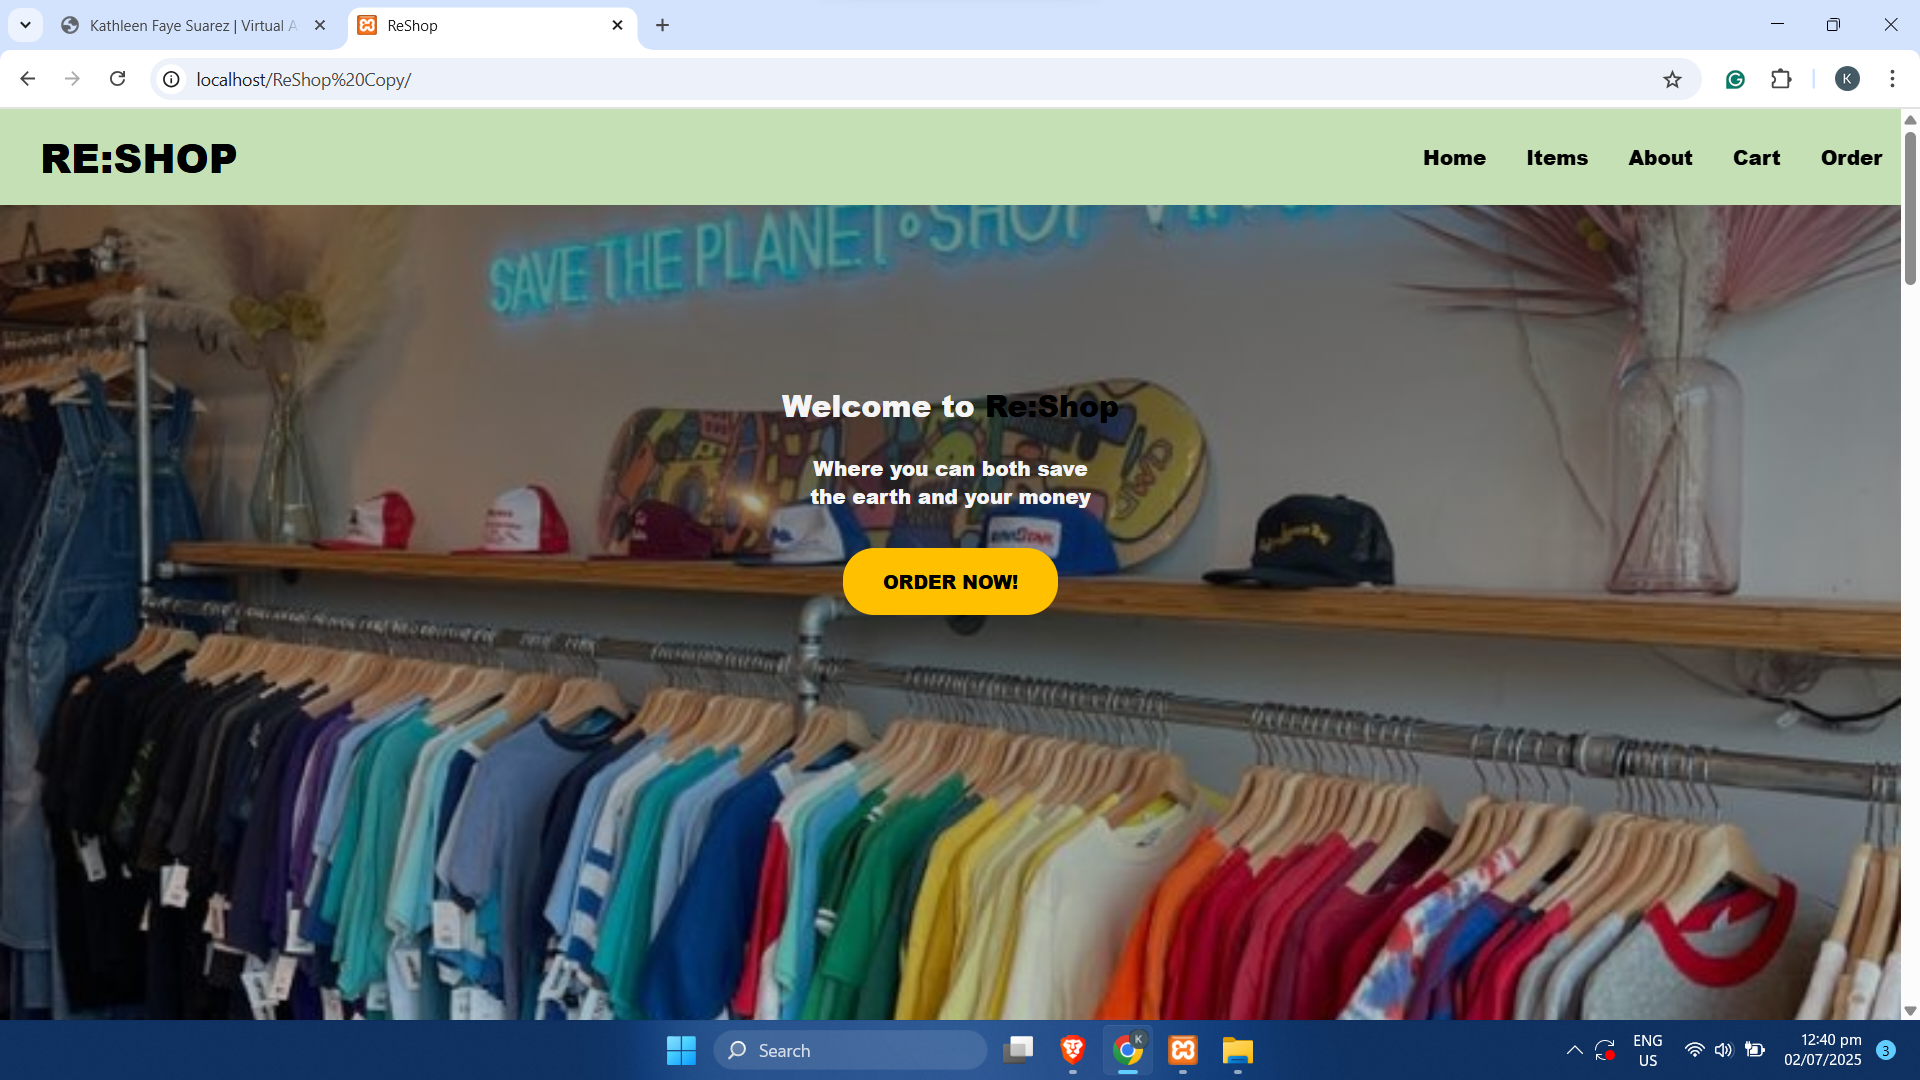 Kathleen Faye Suarez | Virtual A
ReShop
localhost/ReShop%20Copy/
K
RE:SHOP
Home
Items
About
Cart
Order
SAVE THE PLANET • SHOP
Welcome to Re:Shop
Where you can both save
the earth and your money
ORDER NOW!
Search
K
ENG
US
12:40 pm
02/07/2025
3